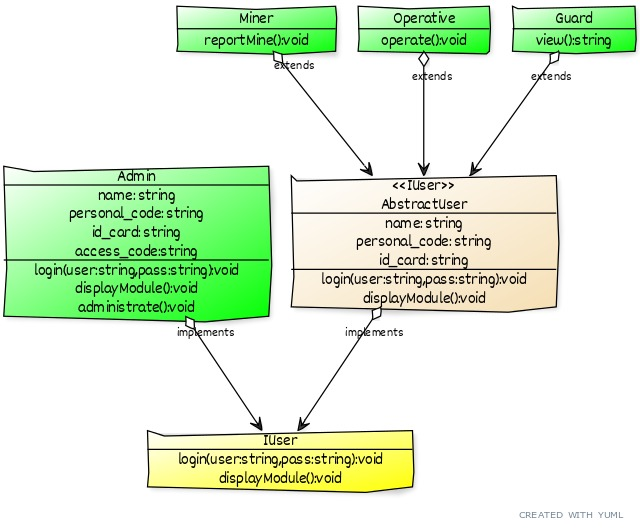 Miner
reportMine():void
Operative
operate():void
Guard
view():string
extends
extends
extends
Admin
name: string
personal_code: string
id_card: string
access_code:string
login(user:string,pass:string):void
displayModule():void
administrate():void
<<IUser>>
AbstractUser
name: string
personal_code: string
id_card: string
login(user:string,pass:string):void
displayModule():void
implements
implements
IUser
login(user:string,pass:string):void
displayModule():void
CREATED WITH YUML